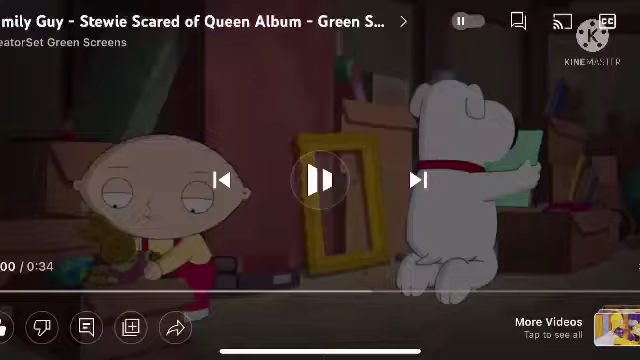 mily Guy - Stewie Scared of Queen Album - Green S...
eatorSet Green Screens
CC
K
KINEMASTER
00 / 0:34
More Videos
Tap to see all